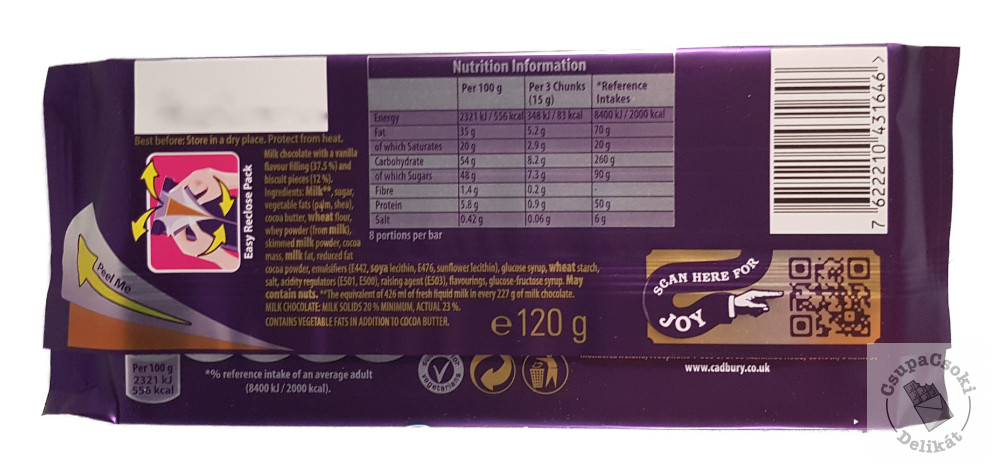 Nutrition Information
Per 100 g Per 3 Chunks (15 g) *Reference Intakes
Energy 2321 kJ / 556 kcal 348 kJ / 83 kcal 8400 kJ / 2000 kcal
Fat 35 g 5.2 g 70 g
of which Saturates 20 g 2.9 g 20 g
Carbohydrate 54 g 8.2 g 260 g
of which Sugars 48 g 7.3 g 90 g
Fibre 1,4 g 0.2 g -
Protein 5.8 g 0.9 g 50 g
Salt 0.42 g 0.06 g 6 g
8 portions per bar
Best before: Store in a dry place. Protect from heat.
Easy Reclose Pack
Milk chocolate with a vanilla
flavour filling (37.5 %) and
biscuit pieces (12 %).
Ingredients: Milk**, sugar,
vegetable fats (palm, shea),
cocoa butter, wheat flour,
whey powder (from milk),
skimmed milk powder, cocoa
mass, milk fat, reduced fat
cocoa powder, emulsifiers (E442, soya lecithin, E476, sunflower lecithin), glucose syrup, wheat starch,
salt, acidity regulators (E501, E500), raising agent (E503), flavourings, glucose-fructose syrup. May
contain nuts. **The equivalent of 426 ml of fresh liquid milk in every 227 g of milk chocolate.
MILK CHOCOLATE: MILK SOLIDS 20 % MINIMUM, ACTUAL 23 %.
CONTAINS VEGETABLE FATS IN ADDITION TO COCOA BUTTER.
e 120 g
Peel Me
7 622210 431646 >
SCAN HERE FOR
JOY
Per 100 g
2321 kJ
556 kcal
*% reference intake of an average adult
(8400 kJ / 2000 kcal).
vegetarians
www.cadbury.co.uk
CsupaCsoki
Delikát